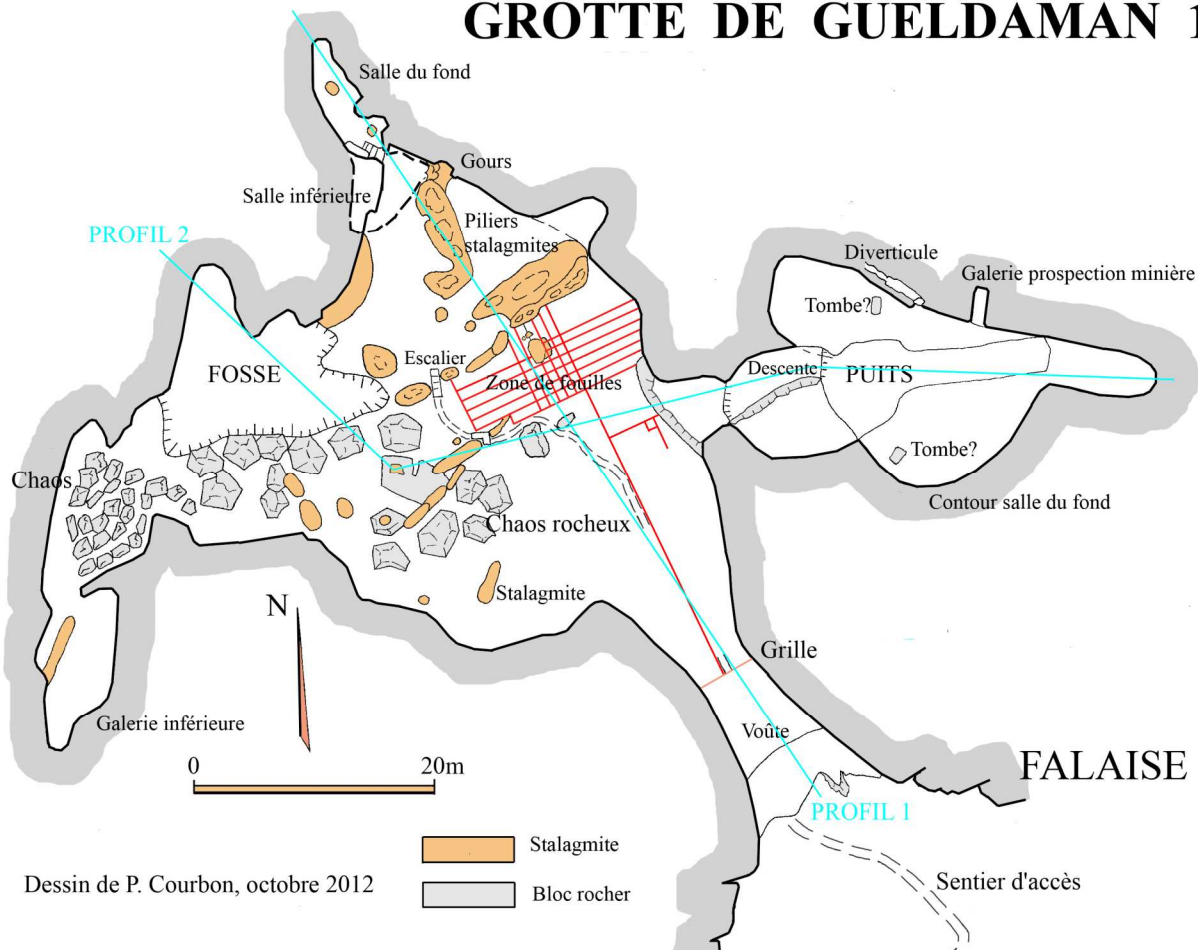 GROTTE DE GUELDAMAN 1
Salle du fond
Gours
Salle inférieure
Piliers
stalagmites
PROFIL 2
Diverticule
Galerie prospection minière
Tombe?
Escalier
FOSSE
Zone de fouilles
Descente
PUITS
Tombe?
Chaos
Contour salle du fond
Chaos rocheux
Stalagmite
N
Grille
Galerie inférieure
Voûte
0
20m
FALAISE
PROFIL 1
Stalagmite
Sentier d'accès
Dessin de P. Courbon, octobre 2012
Bloc rocher